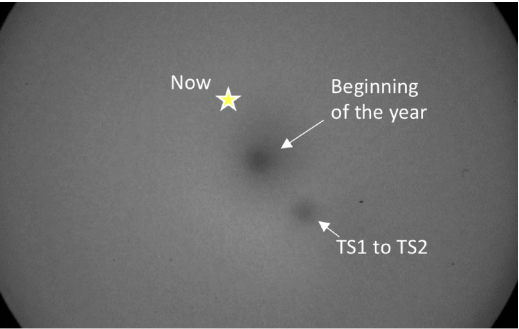 Now
Beginning
of the year
TS1 to TS2